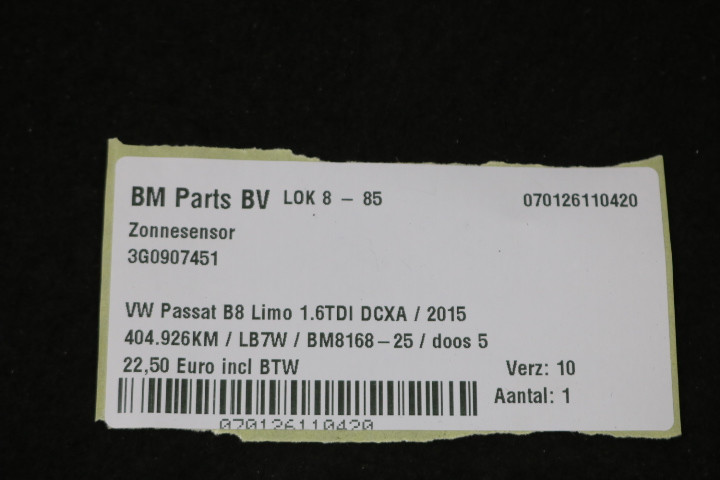 BM Parts BV LOK 8 - 85 070126110420
Zonnesensor
3G0907451
VW Passat B8 Limo 1.6TDI DCXA / 2015
404.926KM / LB7W / BM8168-25 / doos 5
22,50 Euro incl BTW Verz: 10
Aantal: 1
070126110420